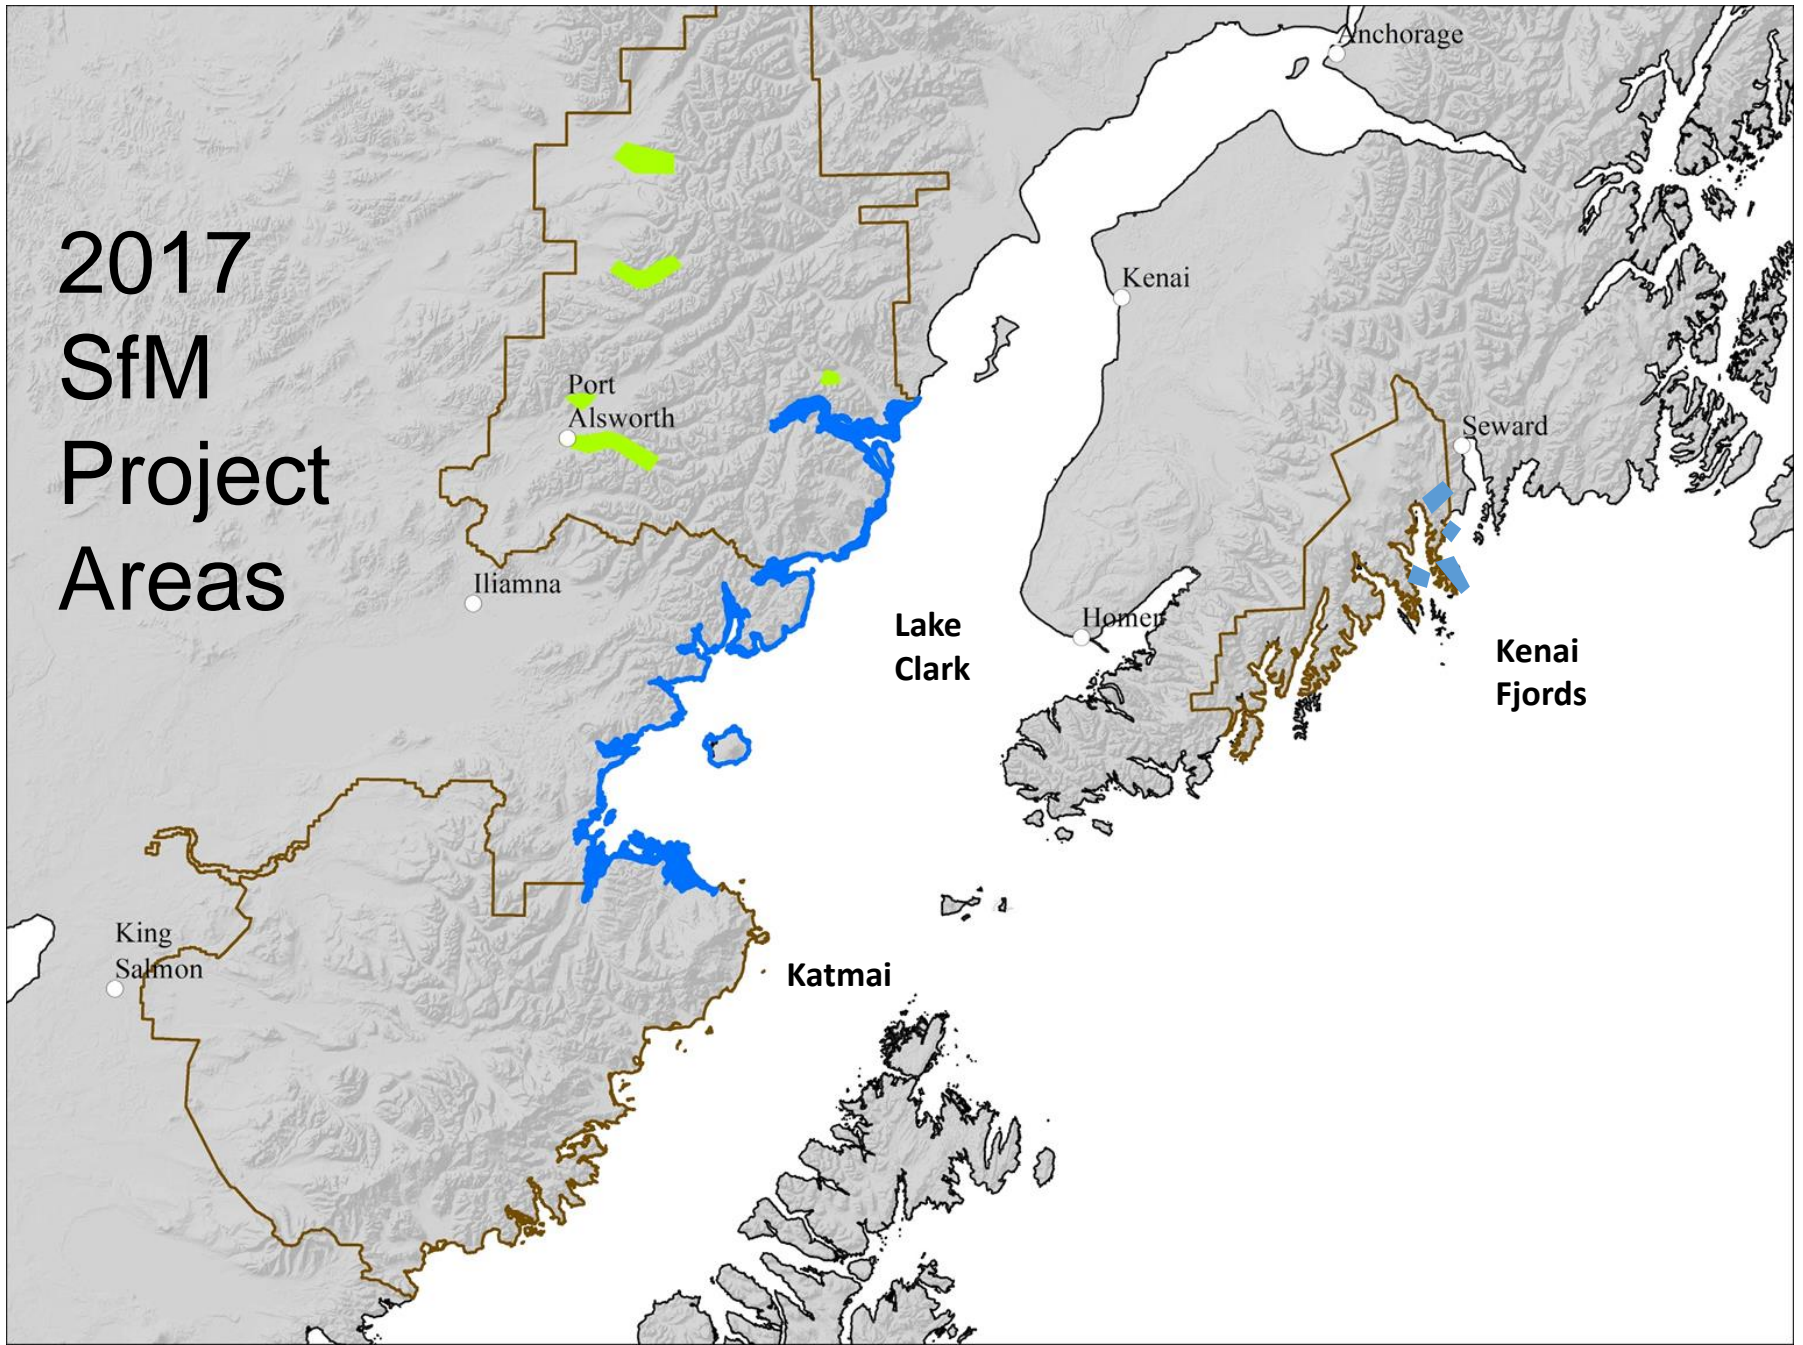 2017
SfM
Project
Areas
Anchorage
Kenai
Port
Alsworth
Seward
Iliamna
Homer
Lake
Clark
Kenai
Fjords
King
Salmon
Katmai